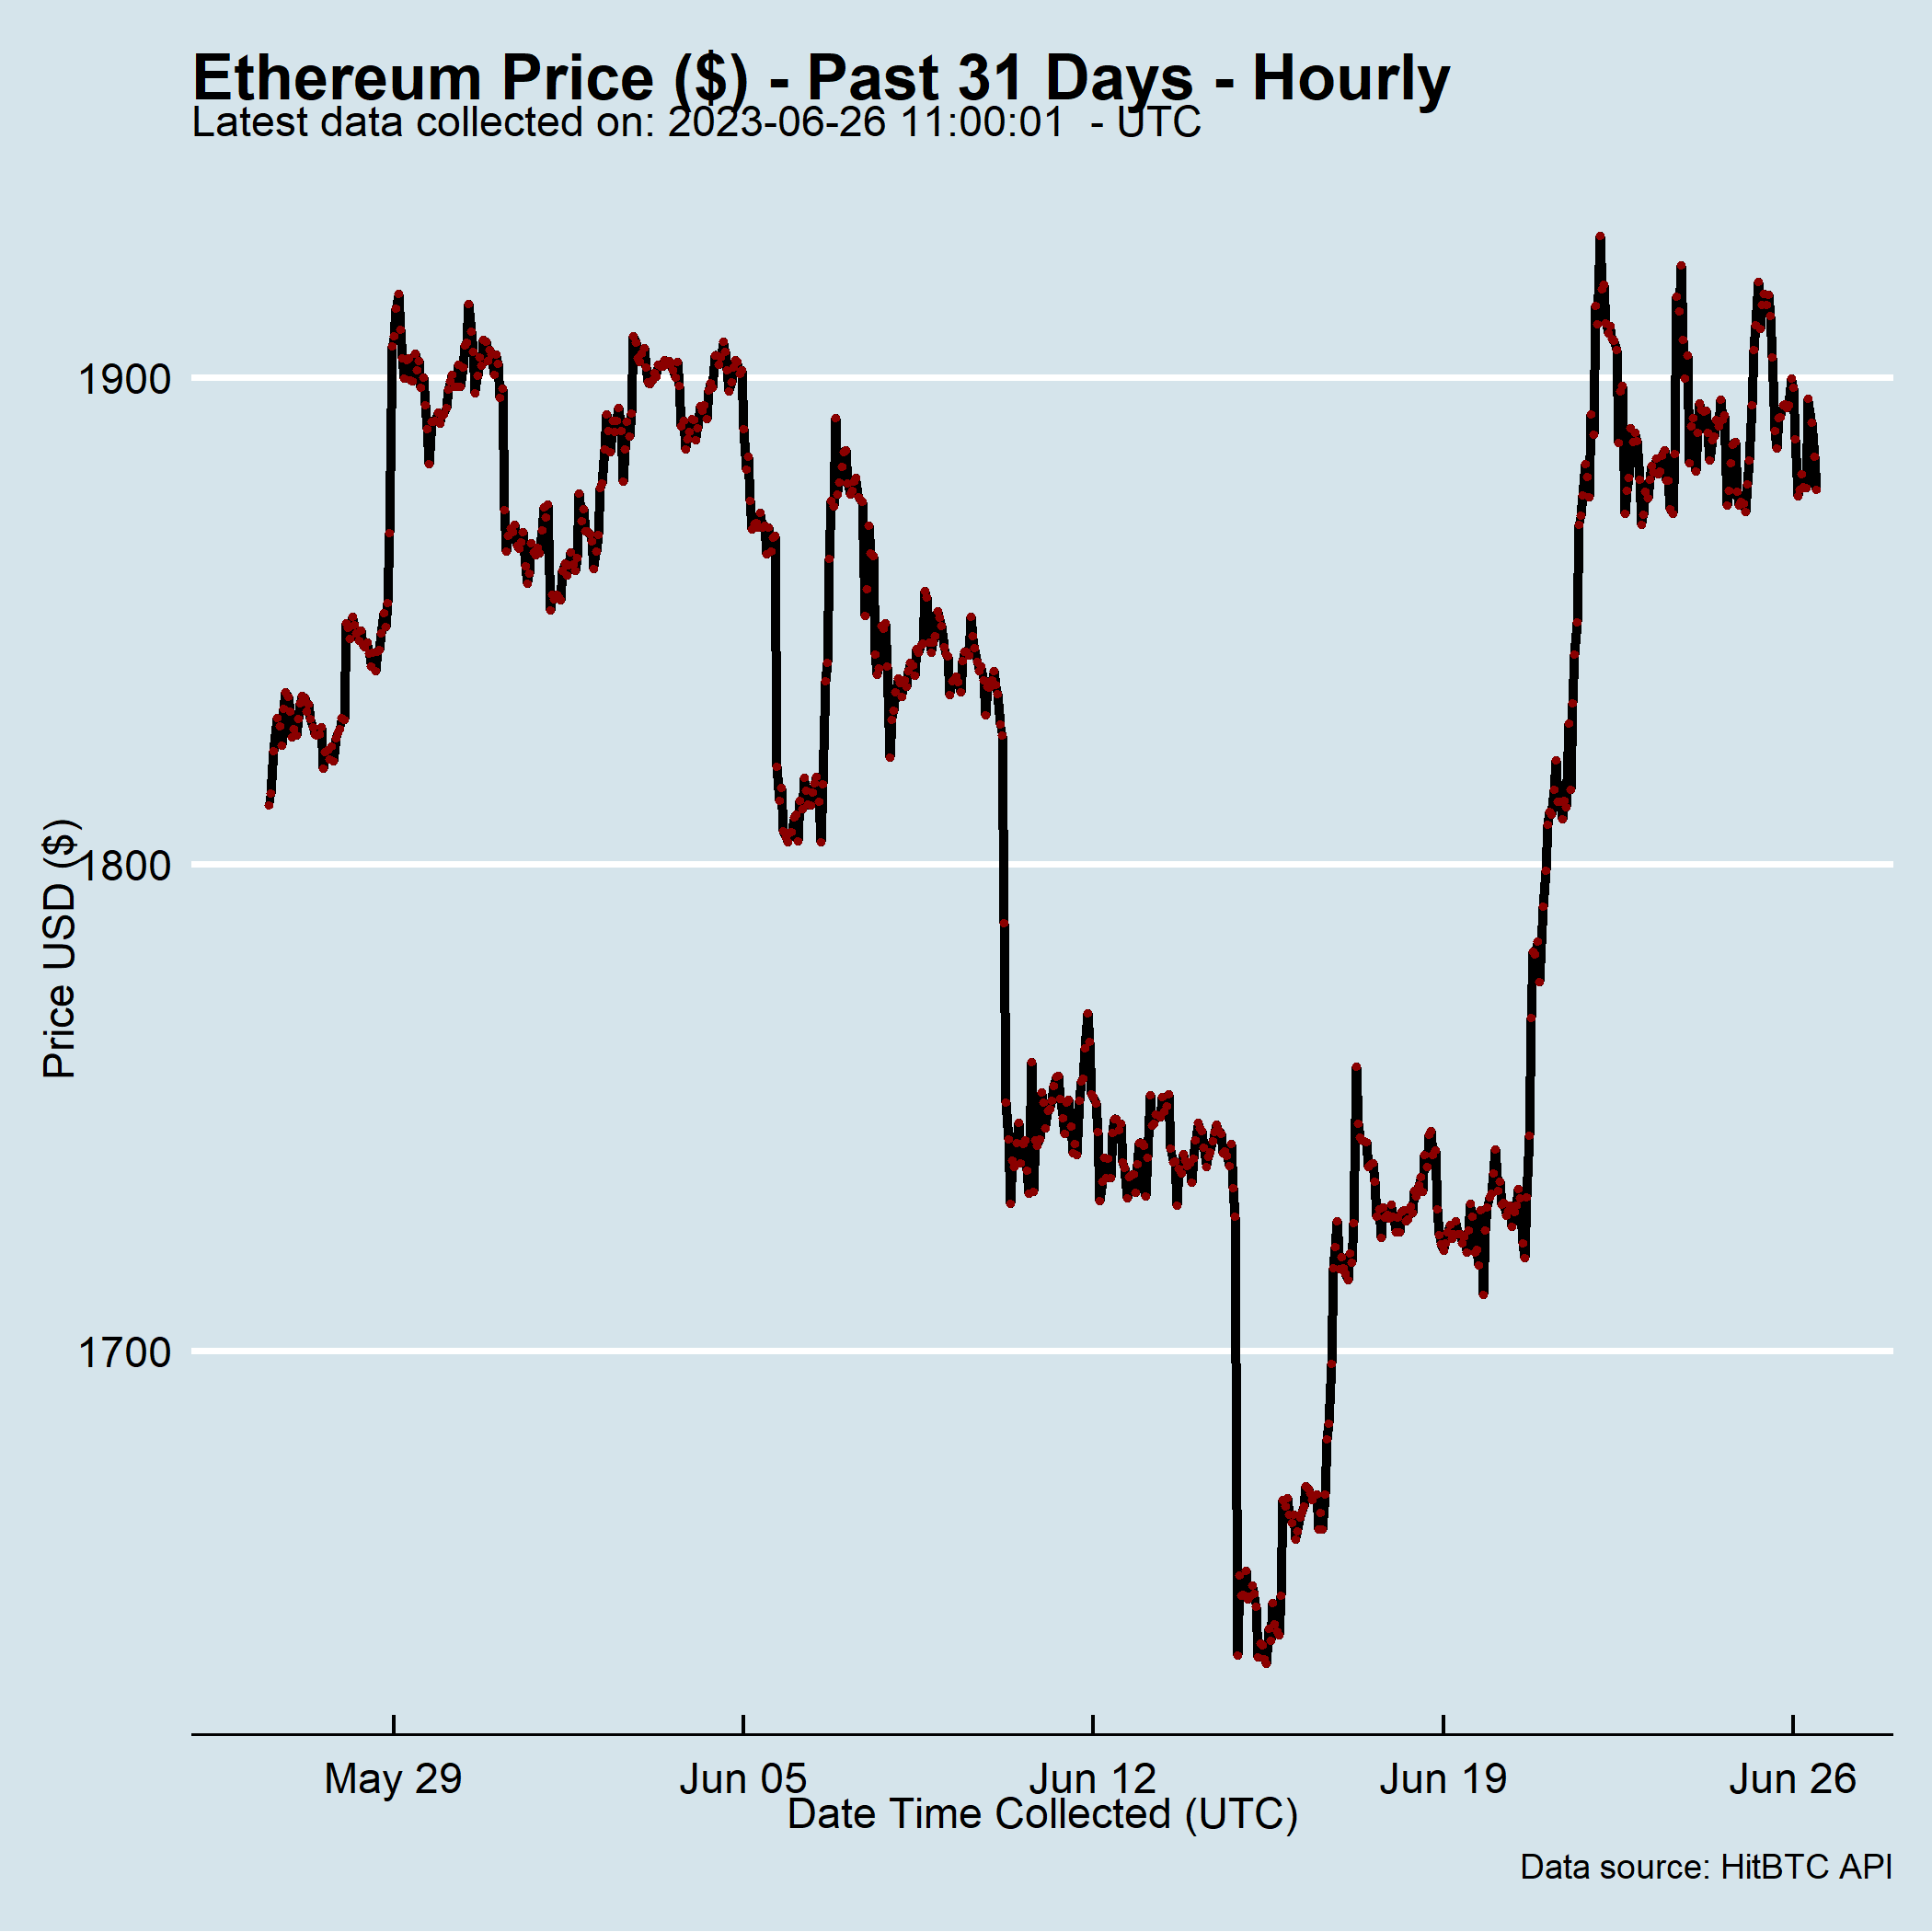 Ethereum Price ($) - Past 31 Days - Hourly
Latest data collected on: 2023-06-26 11:00:01  - UTC
1900
1800
1700
Price USD ($)
May 29
Jun 05
Jun 12
Jun 19
Jun 26
Date Time Collected (UTC)
Data source: HitBTC API